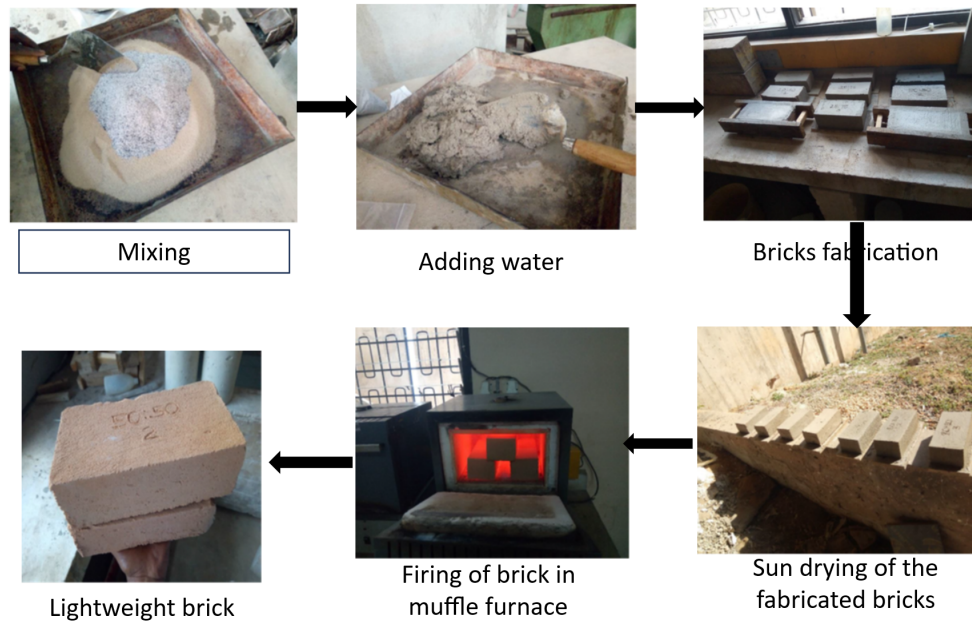 Mixing
Adding water
Bricks fabrication
Sun drying of the
fabricated bricks
Firing of brick in
muffle furnace
Lightweight brick
2